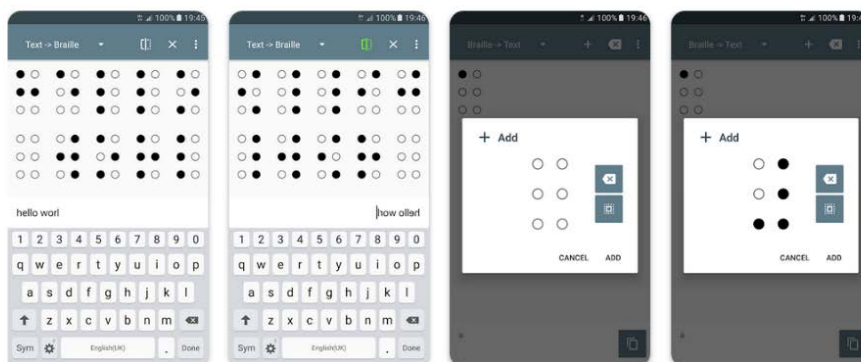 100% 19:45
Text -> Braille
hello worl
1 2 3 4 5 6 7 8 9 0
q w e r t y u i o p
a s d f g h j k l
z x c v b n m
Sym English(UK) . Done
100% 19:46
Text -> Braille
how ollerl
1 2 3 4 5 6 7 8 9 0
q w e r t y u i o p
a s d f g h j k l
z x c v b n m
Sym English(UK) . Done
100% 19:46
Braille -> Text
+ Add
CANCEL ADD
a
100% 19:46
Braille -> Text
+ Add
CANCEL ADD
a